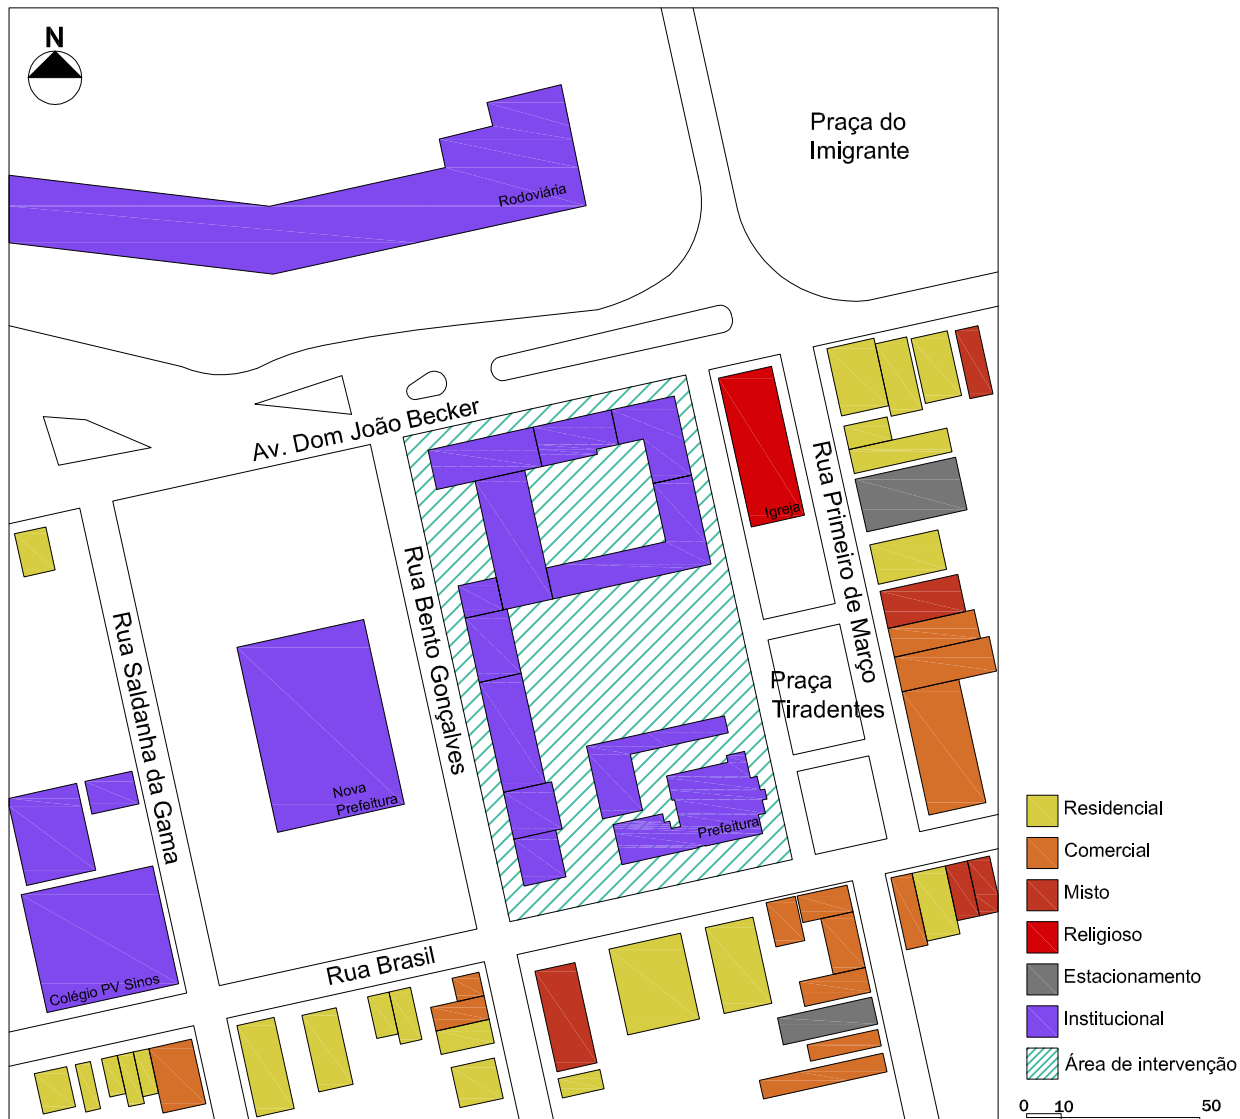 N
Praça do
Imigrante
Rodoviária
Av. Dom João Becker
Igreja
Rua Primeiro de Março
Rua Bento Gonçalves
Rua Saldanha da Gama
Praça
Tiradentes
Nova
Prefeitura
Prefeitura
Colégio PV Sinos
Rua Brasil
Residencial
Comercial
Misto
Religioso
Estacionamento
Institucional
Área de intervenção
0 10 50